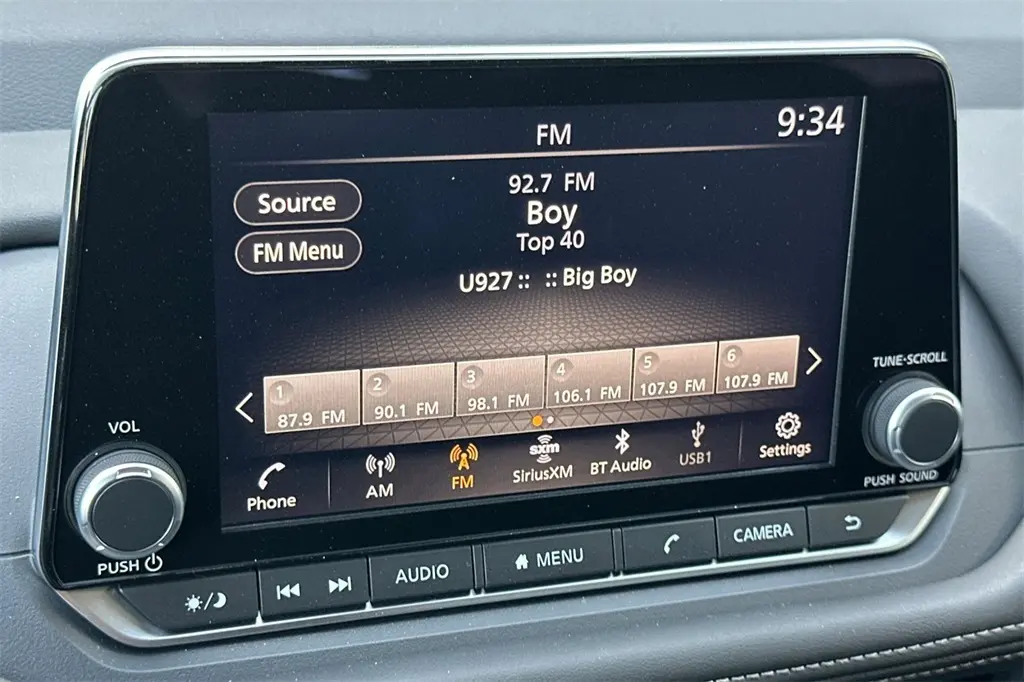 FM
9:34
Source
92.7 FM
Boy
Top 40
FM Menu
U927 :: :: Big Boy
1 87.9 FM
2 90.1 FM
3 98.1 FM
4 106.1 FM
5 107.9 FM
6 107.9 FM
Phone
AM
FM
sxm
SiriusXM
BT Audio
USB1
Settings
VOL
PUSH
TUNE·SCROLL
PUSH SOUND
AUDIO
MENU
CAMERA